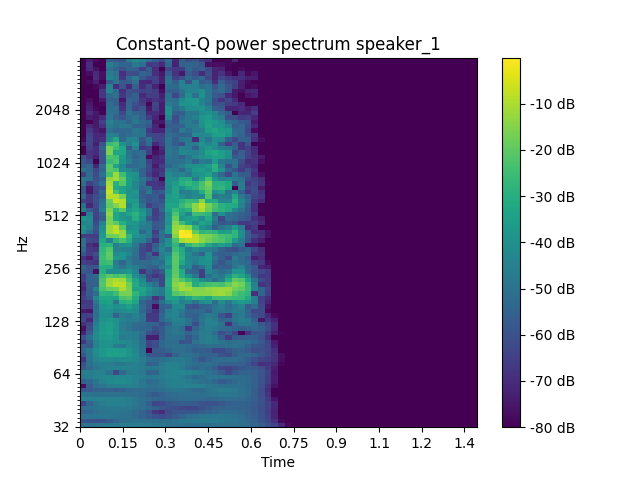 Constant-Q power spectrum speaker_1
Hz
2048
1024
512
256
128
64
32
0 0.15 0.3 0.45 0.6 0.75 0.9 1.1 1.2 1.4
Time
-10 dB
-20 dB
-30 dB
-40 dB
-50 dB
-60 dB
-70 dB
-80 dB